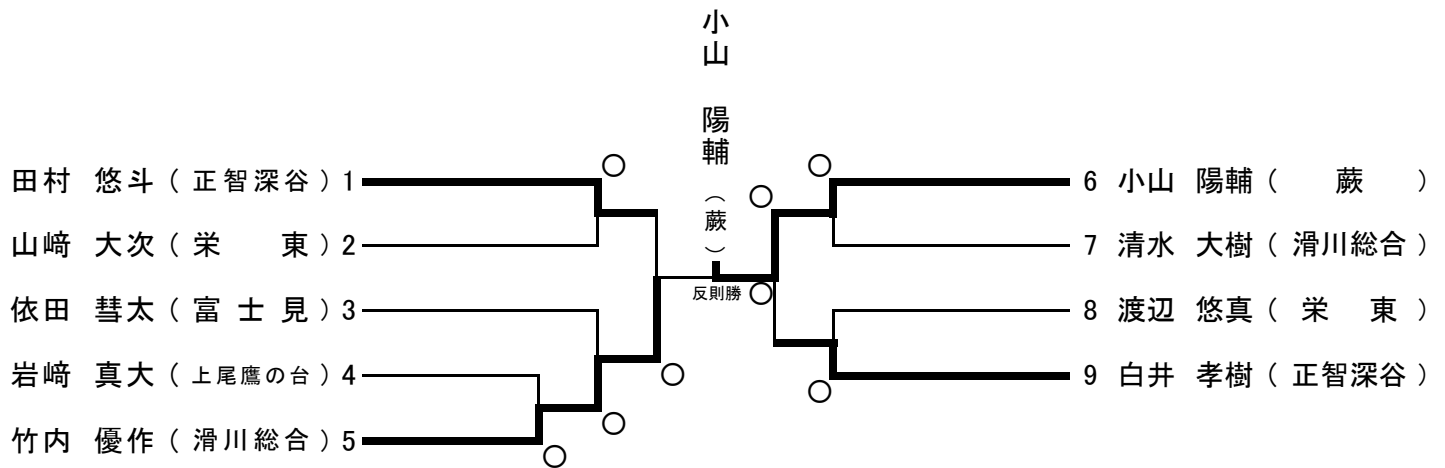 小山 陽輔（蕨）
田村 悠斗（正智深谷）1
山﨑 大次（栄 東）2
依田 彗太（富士見）3
岩﨑 真大（上尾鷹の台）4
竹内 優作（滑川総合）5
反則勝
6 小山 陽輔（ 蕨 ）
7 清水 大樹（滑川総合）
8 渡辺 悠真（栄 東）
9 白井 孝樹（正智深谷）